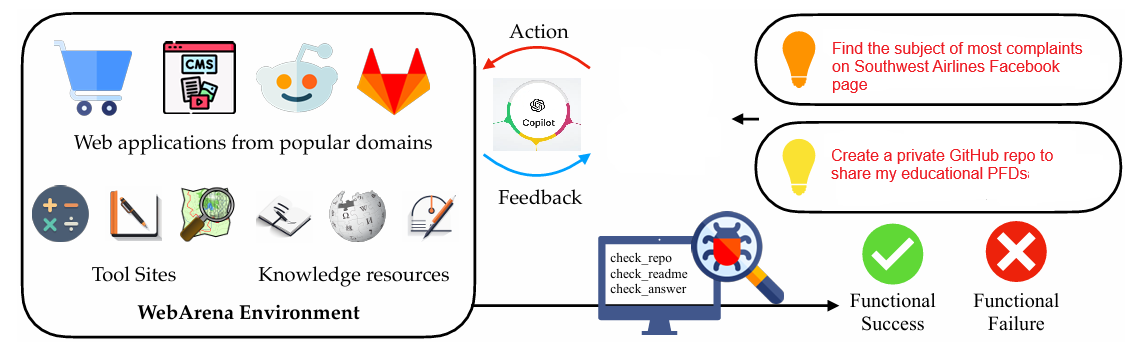 Action
Find the subject of most complaints
on Southwest Airlines Facebook
page
CMS
Copilot
Web applications from popular domains
Create a private GitHub repo to
share my educational PFDs
Feedback
Tool Sites
Knowledge resources
WebArena Environment
check_repo
check_readme
check_answer
Functional
Success
Functional
Failure